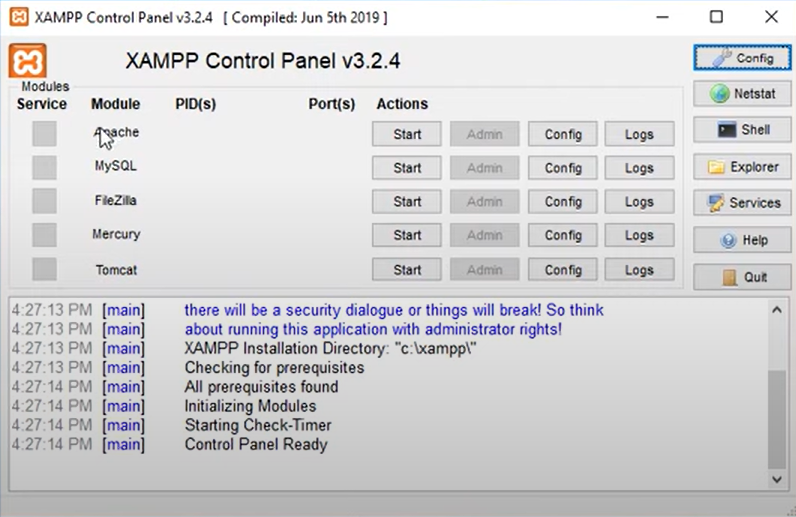 XAMPP Control Panel v3.2.4 [ Compiled: Jun 5th 2019 ]
XAMPP Control Panel v3.2.4
Config
Modules
Service Module PID(s) Port(s) Actions
Netstat
Apache Start Admin Config Logs
Shell
MySQL Start Admin Config Logs
Explorer
FileZilla Start Admin Config Logs
Services
Mercury Start Admin Config Logs
Help
Tomcat Start Admin Config Logs
Quit
4:27:13 PM [main] there will be a security dialogue or things will break! So think
4:27:13 PM [main] about running this application with administrator rights!
4:27:13 PM [main] XAMPP Installation Directory: "c:\xampp\"
4:27:13 PM [main] Checking for prerequisites
4:27:14 PM [main] All prerequisites found
4:27:14 PM [main] Initializing Modules
4:27:14 PM [main] Starting Check-Timer
4:27:14 PM [main] Control Panel Ready